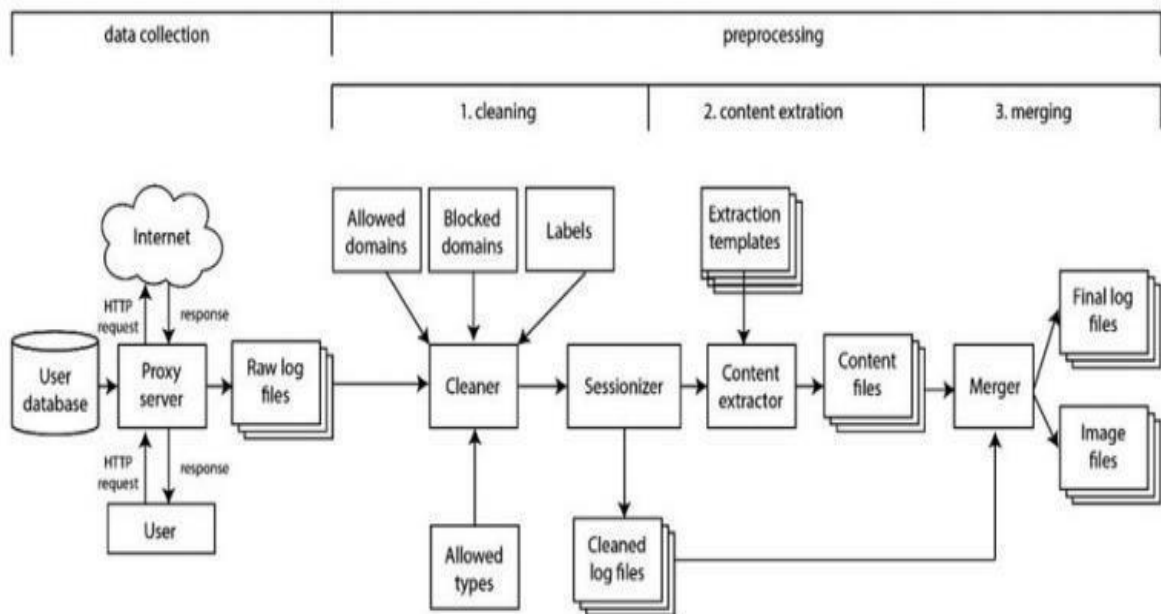 data collection
preprocessing
1. cleaning
2. content extration
3. merging
Internet
HTTP
request
response
User
database
Proxy
server
Raw log
files
HTTP
request
response
User
Allowed
domains
Blocked
domains
Labels
Cleaner
Allowed
types
Sessionizer
Cleaned
log files
Extraction
templates
Content
extractor
Content
files
Merger
Final log
files
Image
files